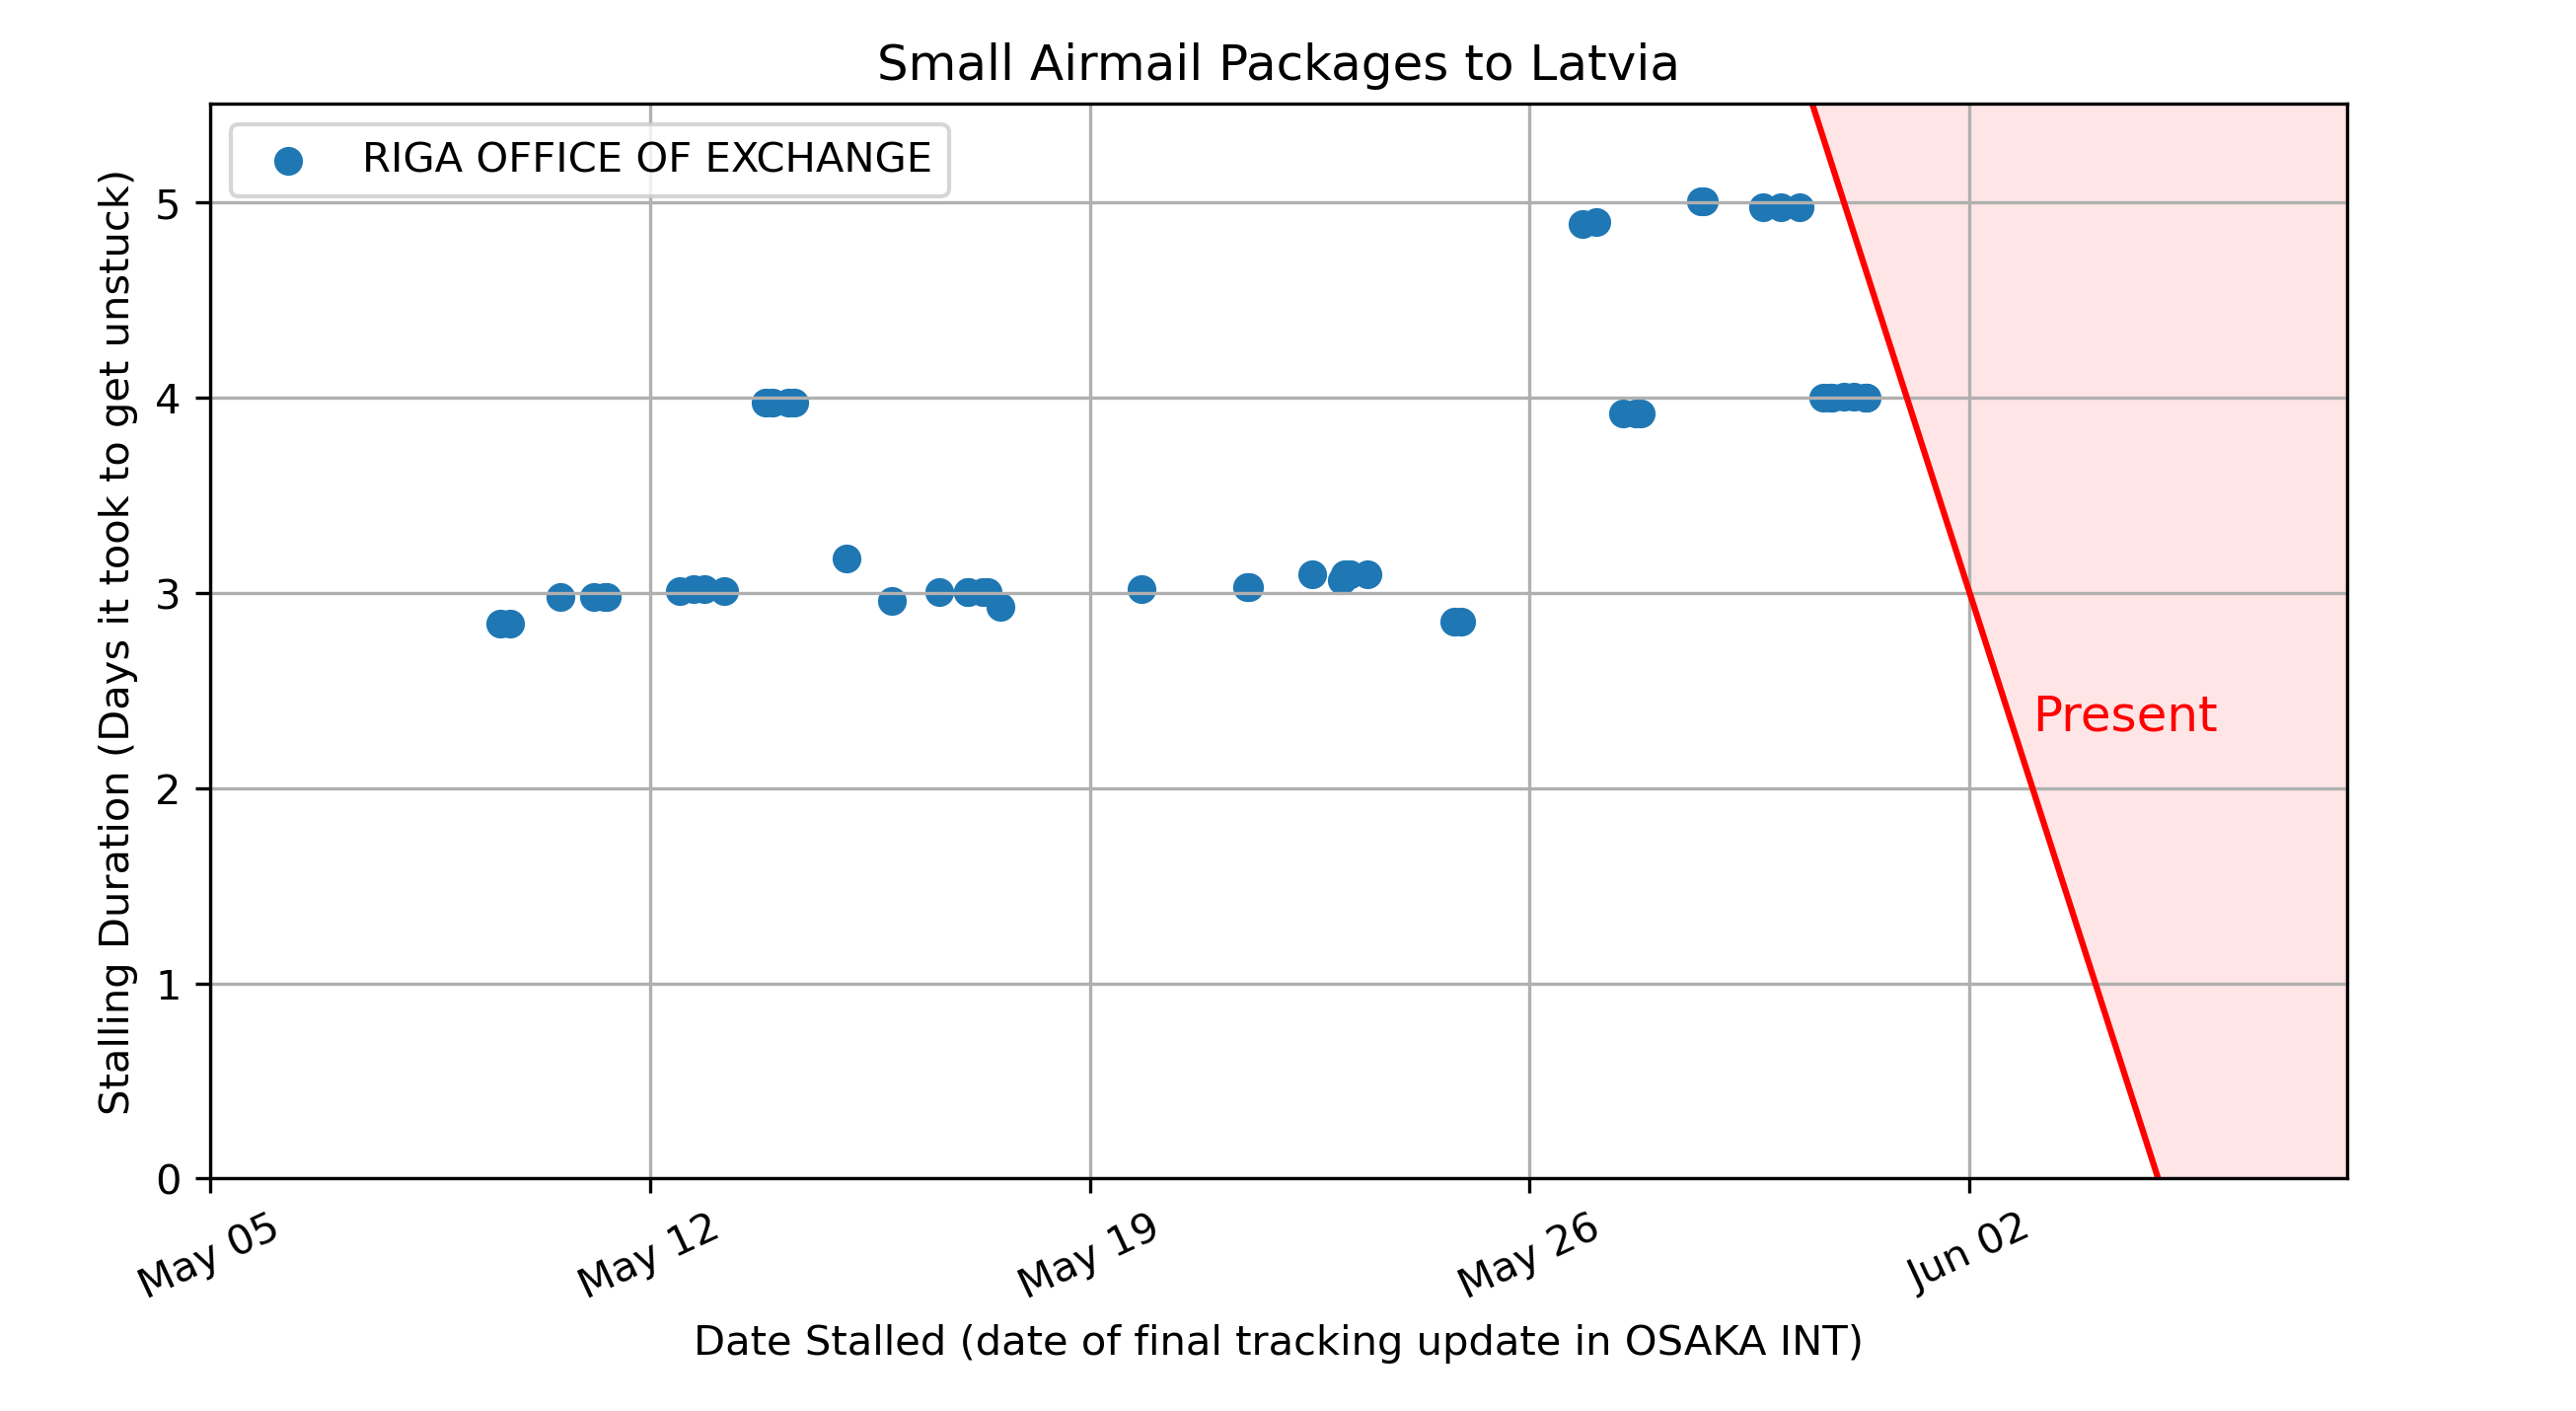 Small Airmail Packages to Latvia
RIGA OFFICE OF EXCHANGE
Stalling Duration (Days it took to get unstuck)
5
4
3
2
1
0
Present
May 05
May 12
May 19
May 26
Jun 02
Date Stalled (date of final tracking update in OSAKA INT)